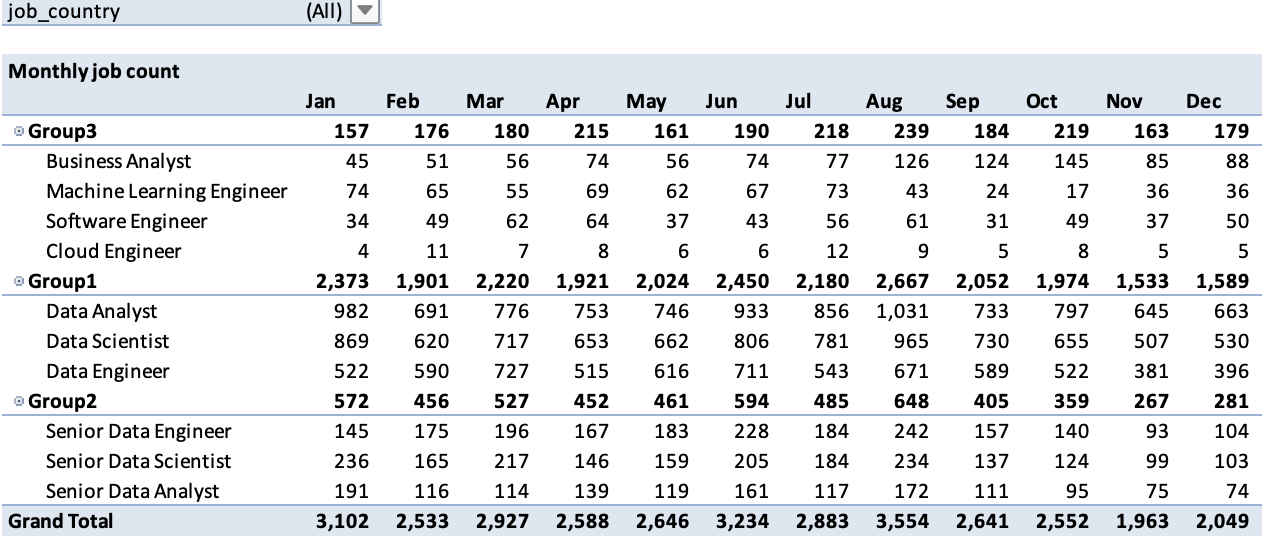 job_country (All)
Monthly job count
Jan Feb Mar Apr May Jun Jul Aug Sep Oct Nov Dec
Group3 157 176 180 215 161 190 218 239 184 219 163 179
Business Analyst 45 51 56 74 56 74 77 126 124 145 85 88
Machine Learning Engineer 74 65 55 69 62 67 73 43 24 17 36 36
Software Engineer 34 49 62 64 37 43 56 61 31 49 37 50
Cloud Engineer 4 11 7 8 6 6 12 9 5 8 5 5
Group1 2,373 1,901 2,220 1,921 2,024 2,450 2,180 2,667 2,052 1,974 1,533 1,589
Data Analyst 982 691 776 753 746 933 856 1,031 733 797 645 663
Data Scientist 869 620 717 653 662 806 781 965 730 655 507 530
Data Engineer 522 590 727 515 616 711 543 671 589 522 381 396
Group2 572 456 527 452 461 594 485 648 405 359 267 281
Senior Data Engineer 145 175 196 167 183 228 184 242 157 140 93 104
Senior Data Scientist 236 165 217 146 159 205 184 234 137 124 99 103
Senior Data Analyst 191 116 114 139 119 161 117 172 111 95 75 74
Grand Total 3,102 2,533 2,927 2,588 2,646 3,234 2,883 3,554 2,641 2,552 1,963 2,049